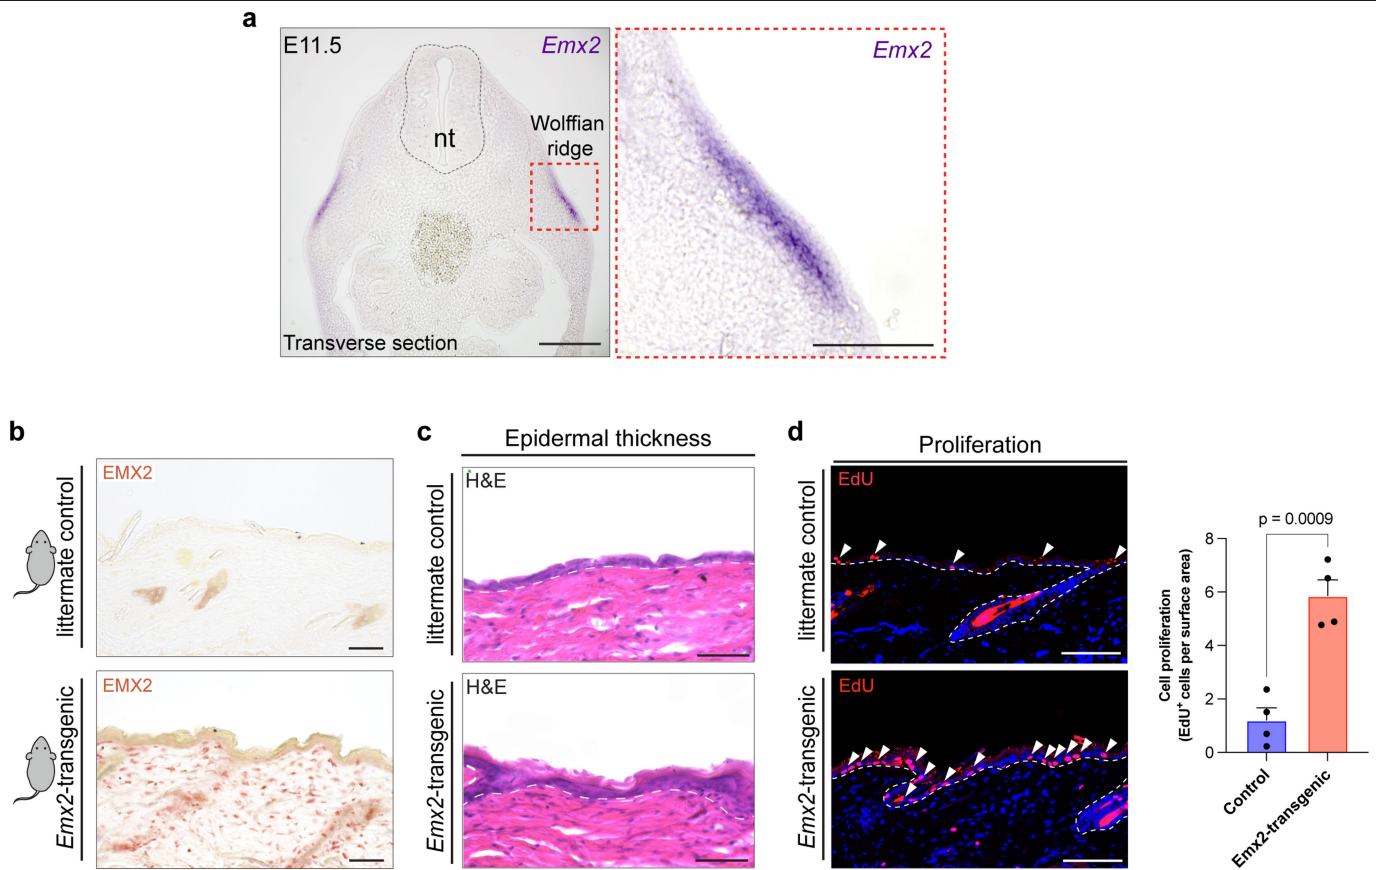 a
E11.5
Emx2
nt
Wolffian
ridge
Transverse section
Emx2
b
littermate control
EMX2
Emx2-transgenic
EMX2
c
Epidermal thickness
littermate control
H&E
Emx2-transgenic
H&E
d
Proliferation
littermate control
EdU
Emx2-transgenic
EdU
p = 0.0009
Cell proliferation
(EdU⁺ cells per surface area)
8
6
4
2
0
Control
Emx2-transgenic